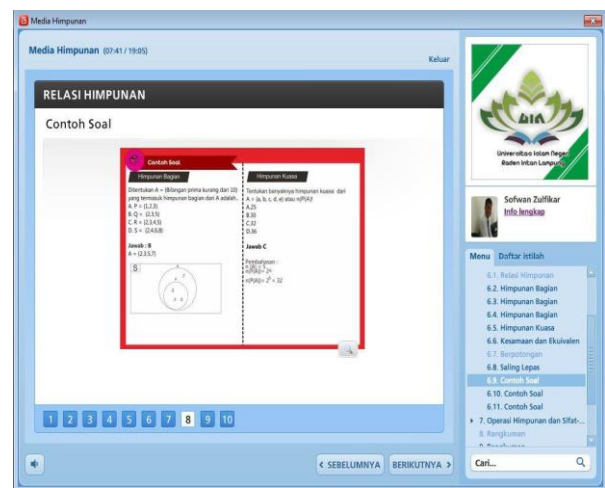 Media Himpunan
Media Himpunan (07:41 / 19:05)
Keluar
RELASI HIMPUNAN
Contoh Soal
Contoh Soal
Himpunan Bagian
Ditentukan A = {Bilangan prima kurang dari 10}
yang termasuk himpunan bagian dari A adalah..
A. P = {1,2,3}
B. Q = {2,3,5}
C. R = {2,3,4,5}
D. S = {2,4,6,8}
Jawab : B
A = {2,3,5,7}
S
Himpunan Kuasa
Tentukan banyaknya himpunan kuasa dari
A = {a, b, c, d, e} atau n(P(A))!
A.25
B.30
C.32
D.36
Jawab C
Pembahasan :
n(P(A)) = 2⁵ = 32
1 2 3 4 5 6 7 8 9 10
SEBELUMNYA
BERIKUTNYA
Universitas Islam Negeri
Raden Intan Lampung
Sofwan Zulfikar
Info lengkap
Menu
Daftar istilah
6.1. Relasi Himpunan
6.2. Himpunan Bagian
6.3. Himpunan Bagian
6.4. Himpunan Bagian
6.5. Himpunan Kuasa
6.6. Kesamaan dan Ekuivalen
6.7. Berpotongan
6.8. Saling Lepas
6.9. Contoh Soal
6.10. Contoh Soal
6.11. Contoh Soal
7. Operasi Himpunan dan Sifat-...
8. Rangkuman
Cari...